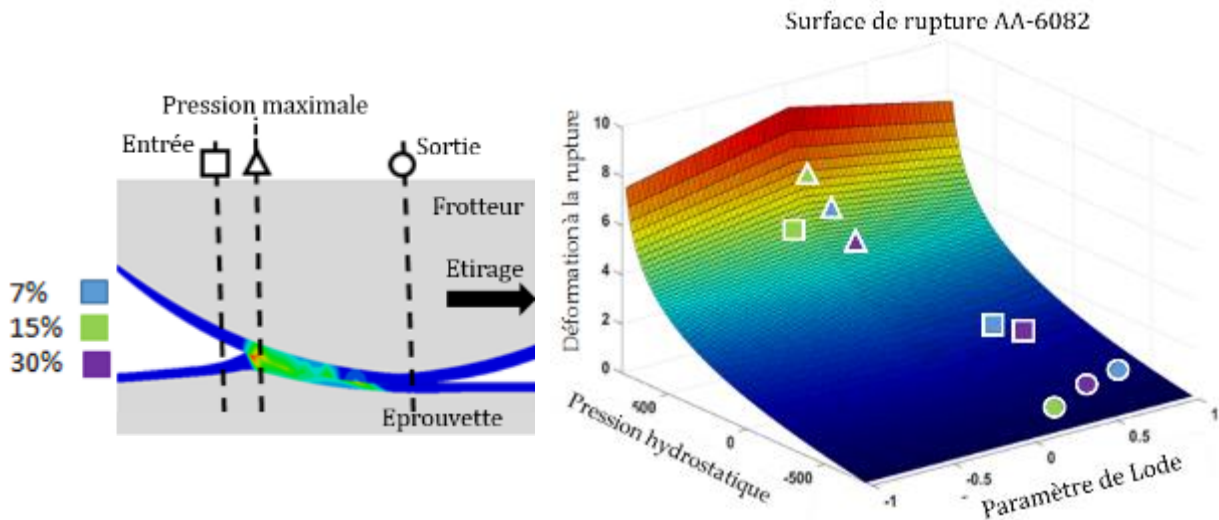 Surface de rupture AA-6082
Pression maximale
Entrée
Sortie
Frotteur
Etirage
7%
15%
30%
Eprouvette
Déformation à la rupture
10
8
6
4
2
0
500
0
-500
Pression hydrostatique
-1
-0.5
0
0.5
1
Paramètre de Lode